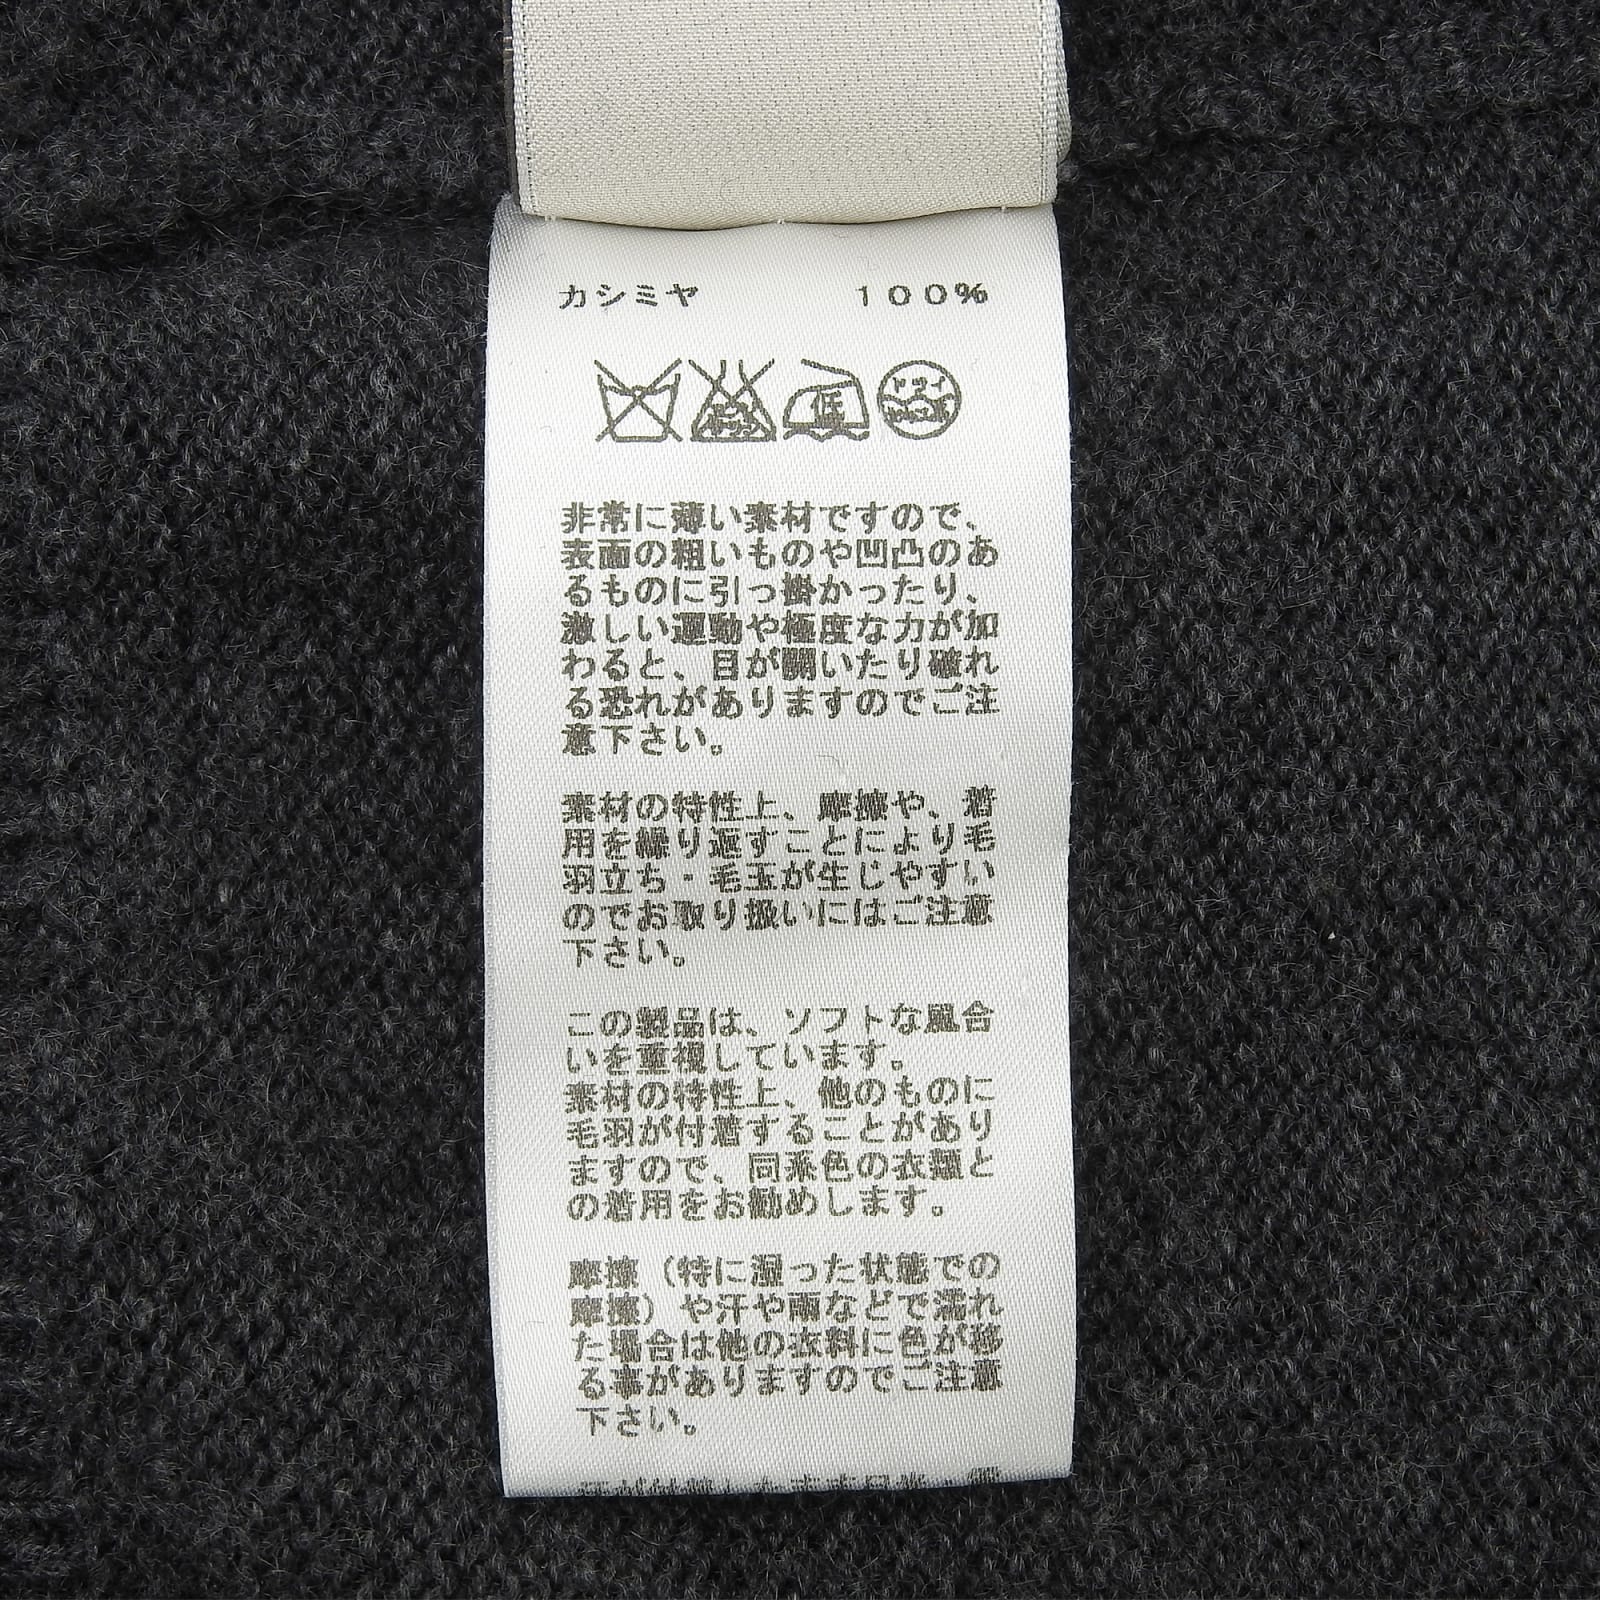 カシミヤ　１００％
低
ドライ
非常に薄い素材ですので、
表面の粗いものや凹凸のあ
るものに引っ掛かったり、
激しい運動や極度な力が加
わると、目が開いたり破れ
る恐れがありますのでご注
意下さい。
素材の特性上、摩擦や、着
用を繰り返すことにより毛
羽立ち・毛玉が生じやすい
のでお取り扱いにはご注意
下さい。
この製品は、ソフトな風合
いを重視しています。
素材の特性上、他のものに
毛羽が付着することがあり
ますので、同系色の衣類と
の着用をお勧めします。
摩擦（特に湿った状態での
摩擦）や汗や雨などで濡れ
た場合は他の衣料に色が移
る事がありますのでご注意
下さい。